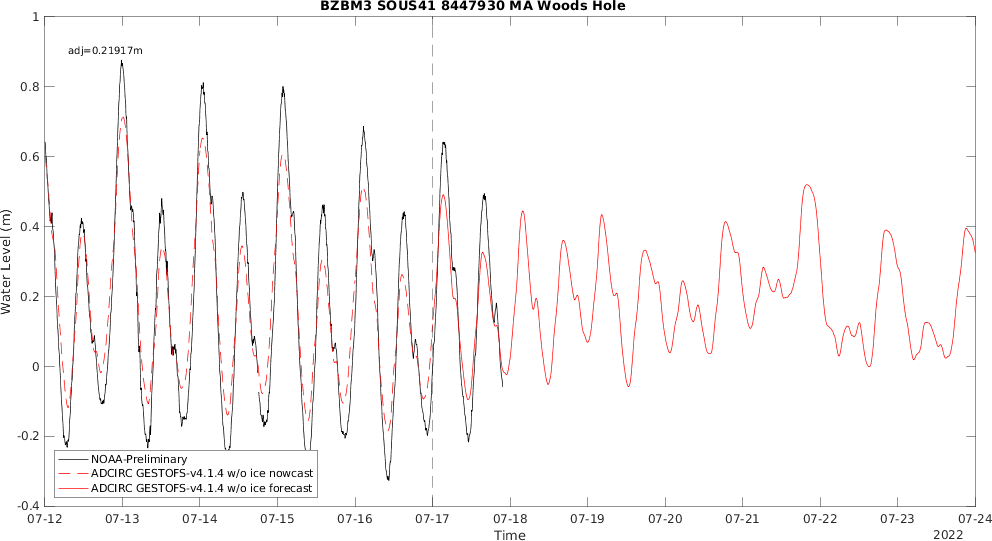 BZBM3 SOUS41 8447930 MA Woods Hole
adj=0.21917m
1
0.8
0.6
0.4
0.2
0
-0.2
-0.4
Water Level (m)
NOAA-Preliminary
ADCIRC GESTOFS-v4.1.4 w/o ice nowcast
ADCIRC GESTOFS-v4.1.4 w/o ice forecast
07-12 07-13 07-14 07-15 07-16 07-17 07-18 07-19 07-20 07-21 07-22 07-23 07-24
Time
2022